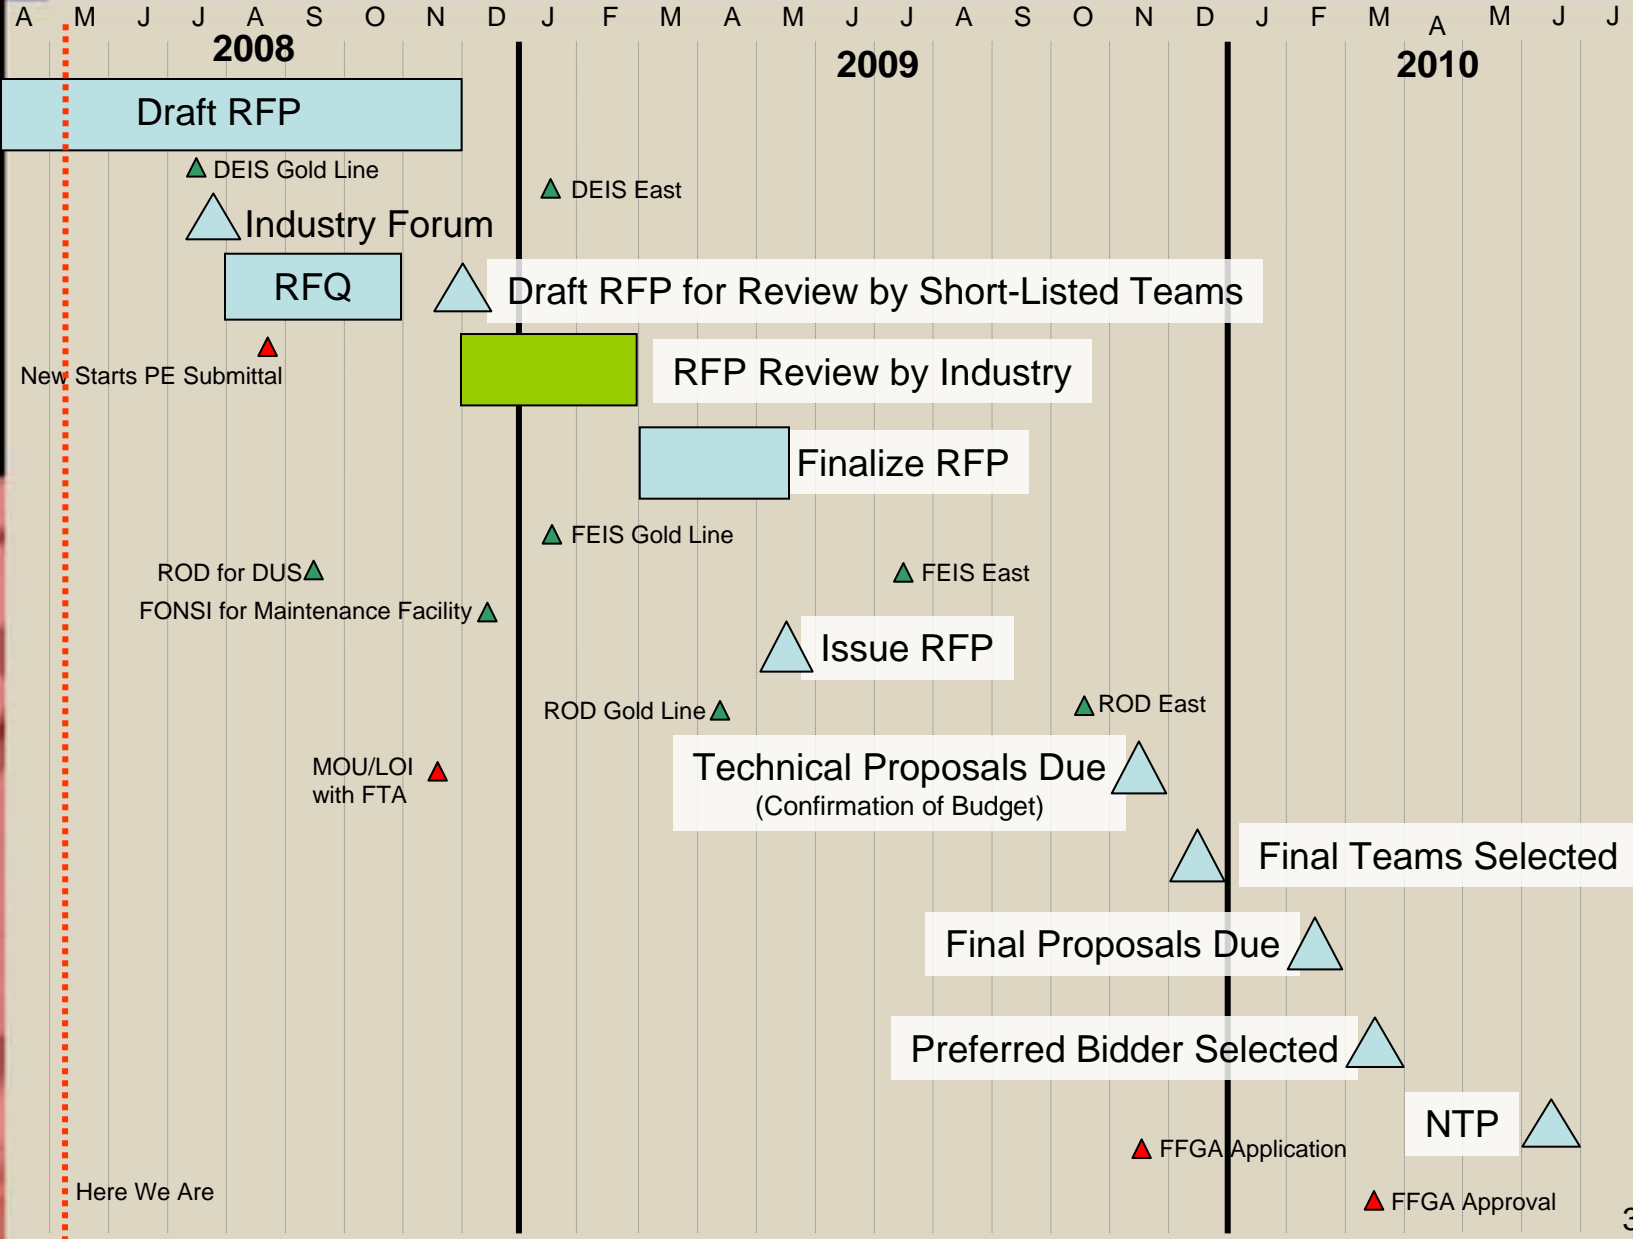 A M J J A S O N D J F M A M J J A S O N D J F M A M J J
2008
2009
2010
Draft RFP
DEIS Gold Line
DEIS East
Industry Forum
RFQ
Draft RFP for Review by Short-Listed Teams
New Starts PE Submittal
RFP Review by Industry
Finalize RFP
FEIS Gold Line
ROD for DUS
FEIS East
FONSI for Maintenance Facility
Issue RFP
ROD Gold Line
ROD East
MOU/LOI
with FTA
Technical Proposals Due
(Confirmation of Budget)
Final Teams Selected
Final Proposals Due
Preferred Bidder Selected
NTP
FFGA Application
Here We Are
FFGA Approval
3